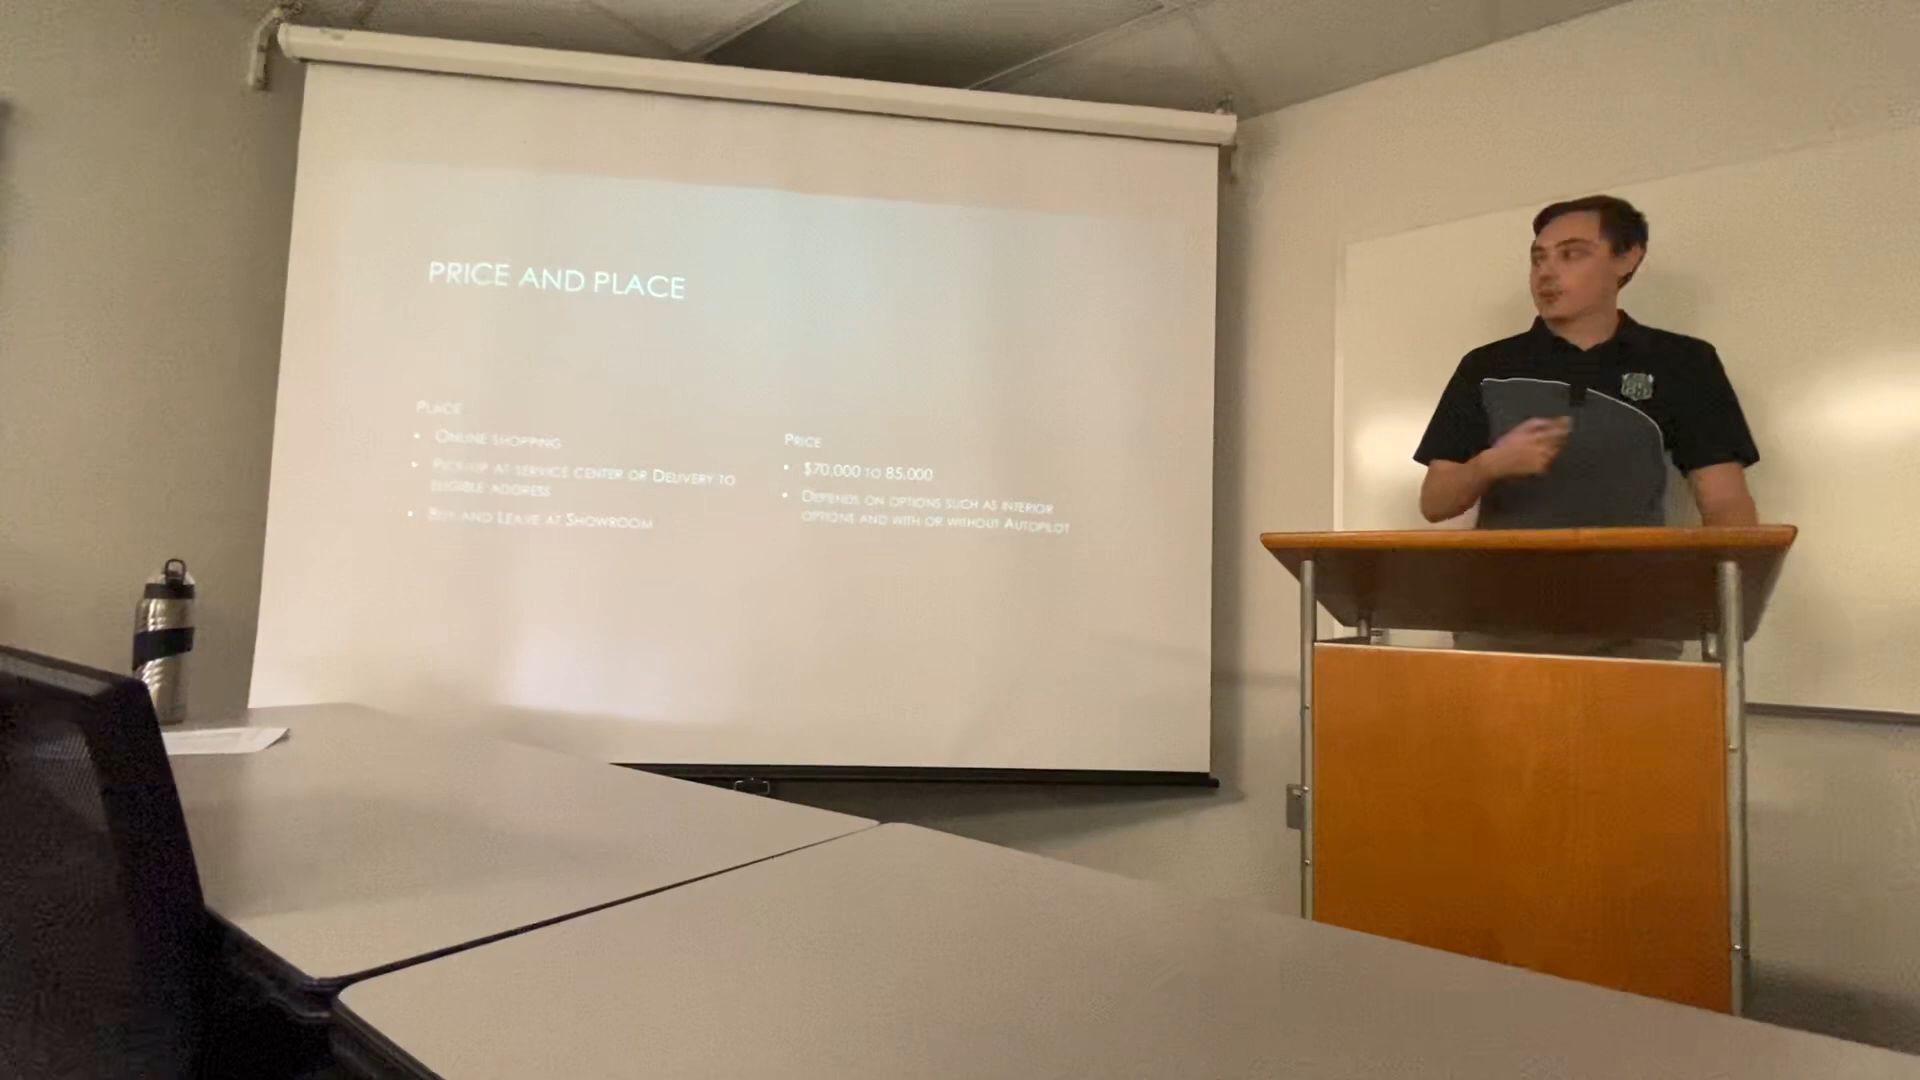 PRICE AND PLACE
PLACE
• ONLINE SHOPPING
• PICK-UP AT SERVICE CENTER OR DELIVERY TO
ELIGIBLE ADDRESS
• BUY AND LEAVE AT SHOWROOM
PRICE
• $70,000 TO 85,000
• DEPENDS ON OPTIONS SUCH AS INTERIOR
OPTIONS AND WITH OR WITHOUT AUTOPILOT